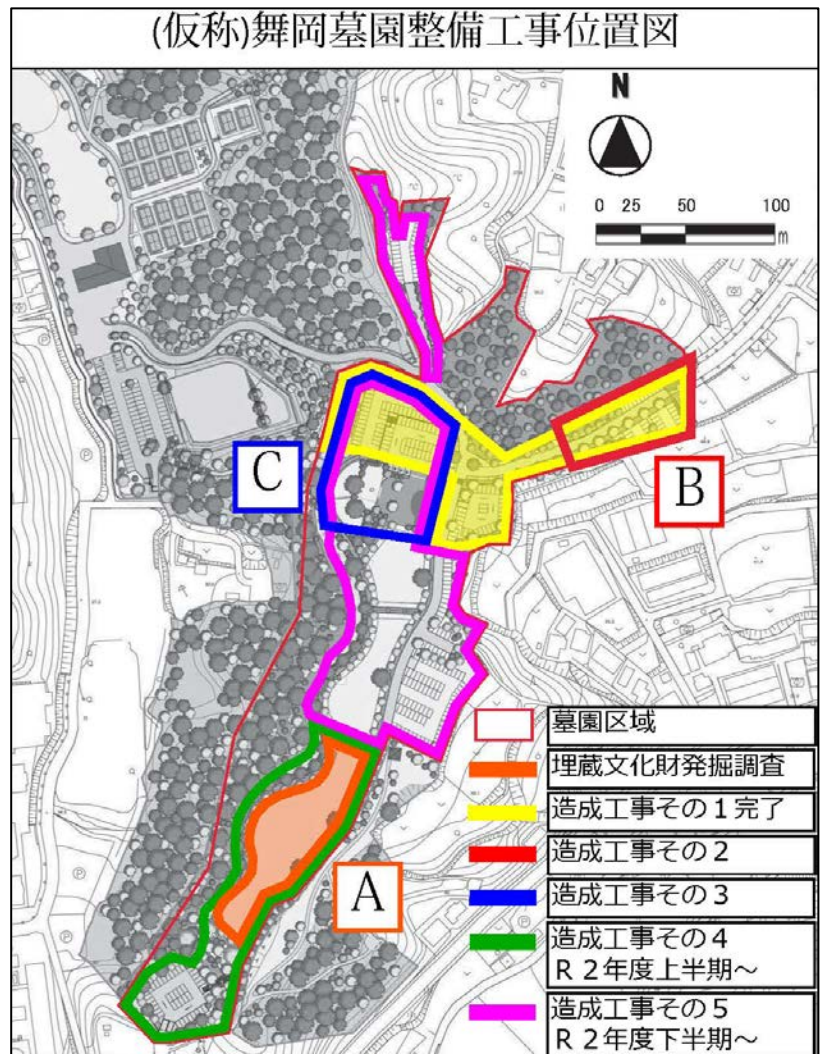 (仮称)舞岡墓園整備工事位置図
N
0 25 50 100
m
C
B
A
墓園区域
埋蔵文化財発掘調査
造成工事その１完了
造成工事その２
造成工事その３
造成工事その４
Ｒ２年度上半期～
造成工事その５
Ｒ２年度下半期～